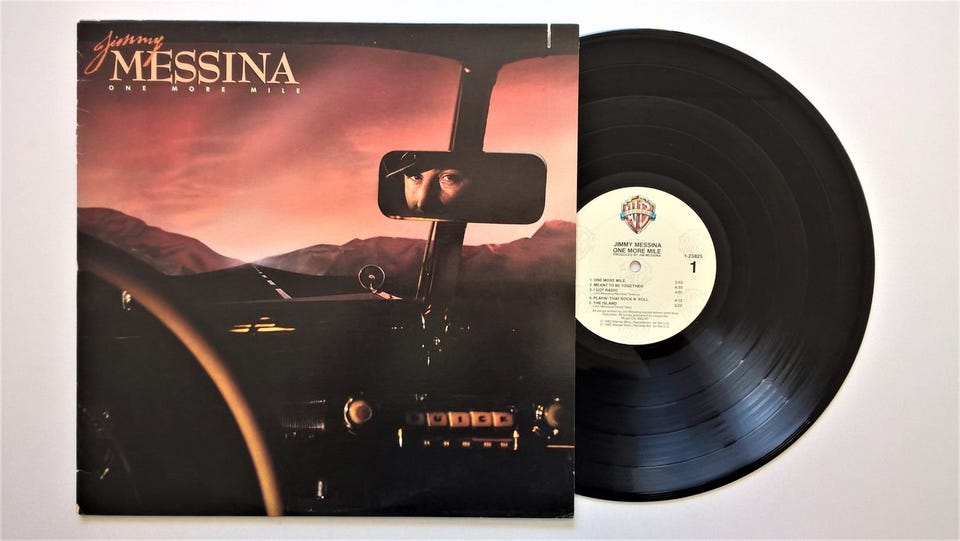 Jimmy
MESSINA
ONE MORE MILE
QUICK
JIMMY MESSINA
ONE MORE MILE
PRODUCED BY JIM MESSINA
1-23825
1
1. ONE MORE MILE
2. MEANT TO BE TOGETHER
3. I GOT RADIO
4. PLAYIN' THAT ROCK N' ROLL
5. THE ISLAND